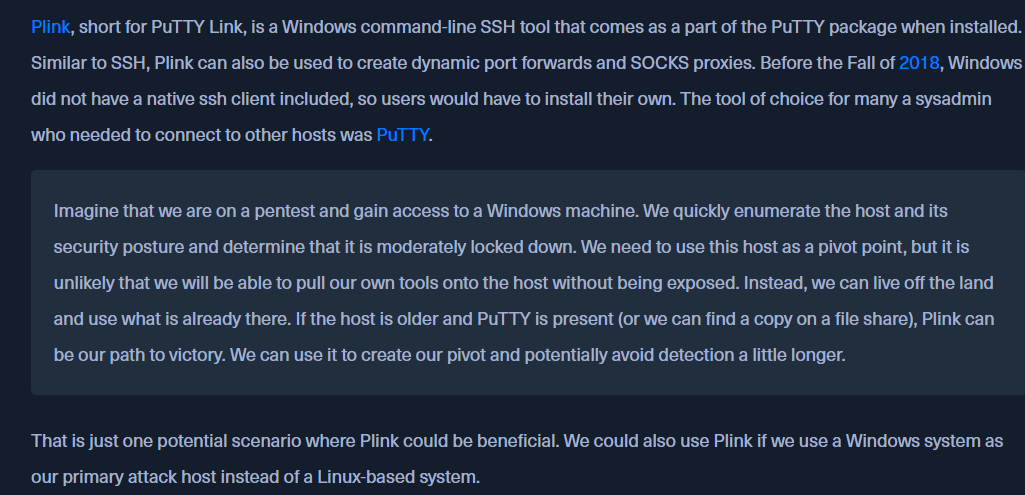 Plink, short for PuTTY Link, is a Windows command-line SSH tool that comes as a part of the PuTTY package when installed.
Similar to SSH, Plink can also be used to create dynamic port forwards and SOCKS proxies. Before the Fall of 2018, Windows
did not have a native ssh client included, so users would have to install their own. The tool of choice for many a sysadmin
who needed to connect to other hosts was PuTTY.
Imagine that we are on a pentest and gain access to a Windows machine. We quickly enumerate the host and its
security posture and determine that it is moderately locked down. We need to use this host as a pivot point, but it is
unlikely that we will be able to pull our own tools onto the host without being exposed. Instead, we can live off the land
and use what is already there. If the host is older and PuTTY is present (or we can find a copy on a file share), Plink can
be our path to victory. We can use it to create our pivot and potentially avoid detection a little longer.
That is just one potential scenario where Plink could be beneficial. We could also use Plink if we use a Windows system as
our primary attack host instead of a Linux-based system.